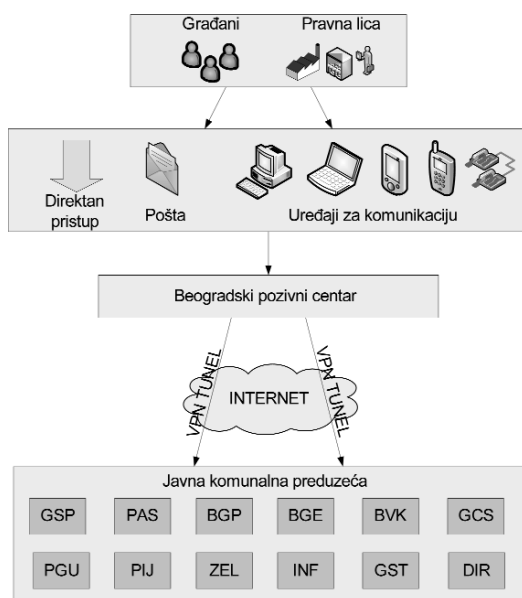 Građani
Pravna lica
Direktan
pristup
Pošta
Uređaji za komunikaciju
Beogradski pozivni centar
VPN TUNEL
INTERNET
VPN TUNEL
Javna komunalna preduzeća
GSP PAS BGP BGE BVK GCS
PGU PIJ ZEL INF GST DIR